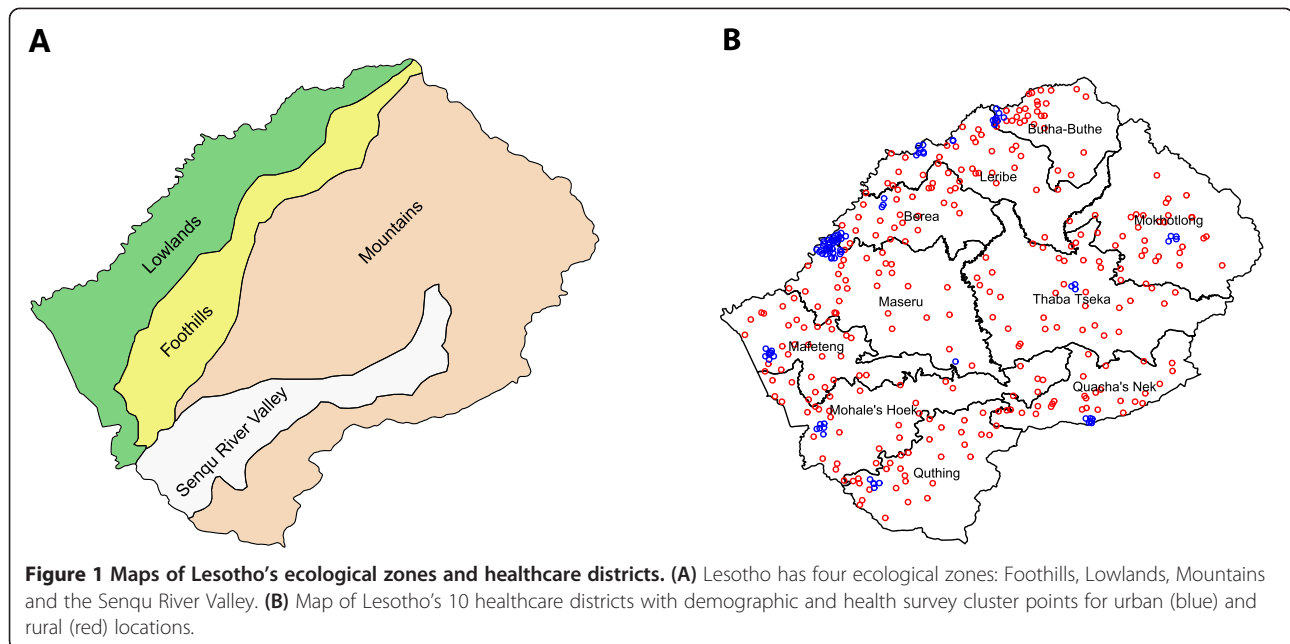 A
B
Lowlands
Foothills
Mountains
Senqu River Valley
Butha-Buthe
Leribe
Berea
Mokhotlong
Maseru
Thaba Tseka
Mafeteng
Quacha's Nek
Mohale's Hoek
Quthing
Figure 1 Maps of Lesotho's ecological zones and healthcare districts. (A) Lesotho has four ecological zones: Foothills, Lowlands, Mountains
and the Senqu River Valley. (B) Map of Lesotho's 10 healthcare districts with demographic and health survey cluster points for urban (blue) and
rural (red) locations.